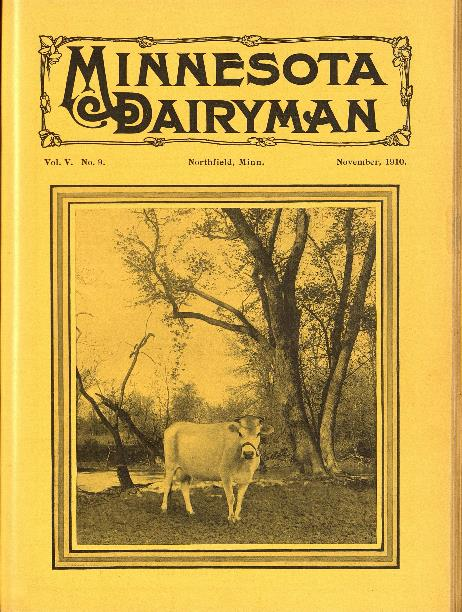 MINNESOTA
DAIRYMAN
Vol. V. No. 9. Northfield, Minn. November, 1910.